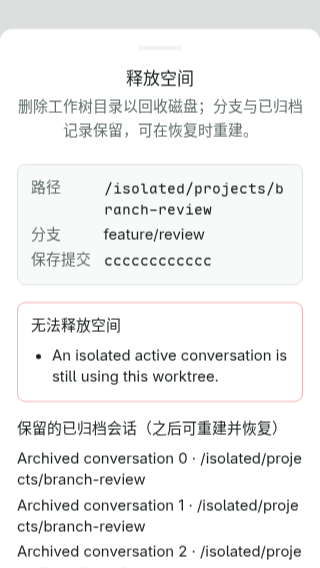 释放空间
删除工作树目录以回收磁盘；分支与已归档
记录保留，可在恢复时重建。
路径 /isolated/projects/b
ranch-review
分支 feature/review
保存提交 cccccccccccc
无法释放空间
• An isolated active conversation is
still using this worktree.
保留的已归档会话（之后可重建并恢复）
Archived conversation 0 · /isolated/proje
cts/branch-review
Archived conversation 1 · /isolated/proje
cts/branch-review
Archived conversation 2 · /isolated/proje